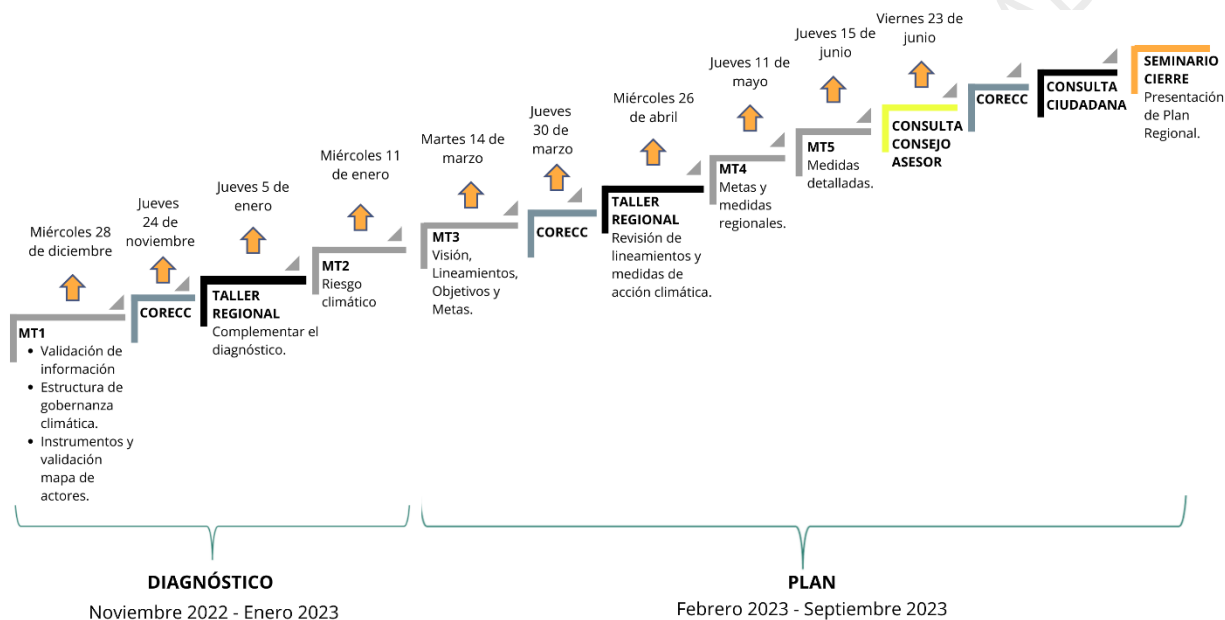 Miércoles 28
de diciembre
MT1
• Validación de
información
• Estructura de
gobernanza
climática.
• Instrumentos y
validación
mapa de
actores.
Jueves
24 de
noviembre
CORECC
Jueves 5 de
enero
TALLER
REGIONAL
Complementar el
diagnóstico.
Miércoles 11
de enero
MT2
Riesgo
climático
Martes 14 de
marzo
MT3
Visión,
Lineamientos,
Objetivos y
Metas.
Jueves
30 de
marzo
CORECC
Miércoles 26
de abril
TALLER
REGIONAL
Revisión de
lineamientos y
medidas de
acción climática.
Jueves 11 de
mayo
MT4
Metas y
medidas
regionales.
Jueves 15 de
junio
MT5
Medidas
detalladas.
Viernes 23 de
junio
CONSULTA
CONSEJO
ASESOR
CORECC
CONSULTA
CIUDADANA
SEMINARIO
CIERRE
Presentación
de Plan
Regional.
DIAGNÓSTICO
Noviembre 2022 - Enero 2023
PLAN
Febrero 2023 - Septiembre 2023